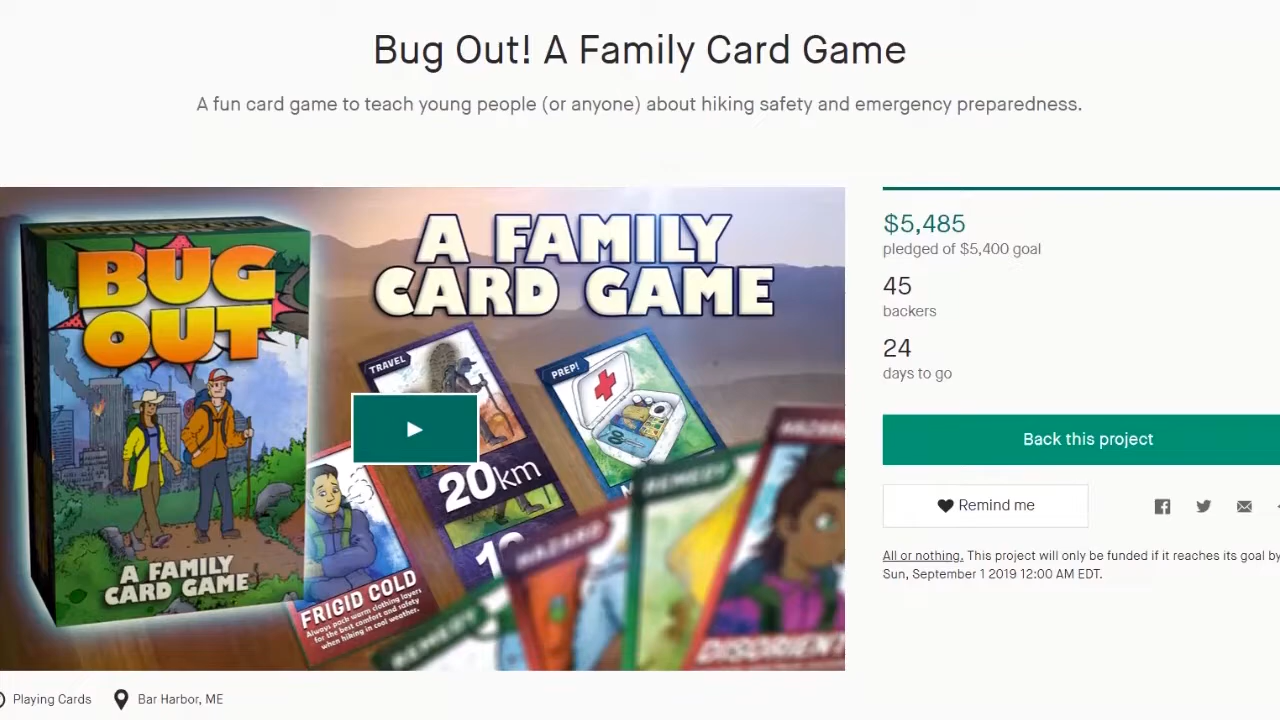 Bug Out! A Family Card Game
A fun card game to teach young people (or anyone) about hiking safety and emergency preparedness.
BUG
OUT
A FAMILY
CARD GAME
A FAMILY
CARD GAME
TRAVEL
20km
PREP!
HAZARD
REMEDY
HAZARD
REMEDY
FRIGID COLD
Always pack warm clothing layers
for the best comfort and safety
when hiking in cool weather.
$5,485
pledged of $5,400 goal
45
backers
24
days to go
Back this project
Remind me
All or nothing. This project will only be funded if it reaches its goal by
Sun, September 1 2019 12:00 AM EDT.
Playing Cards
Bar Harbor, ME